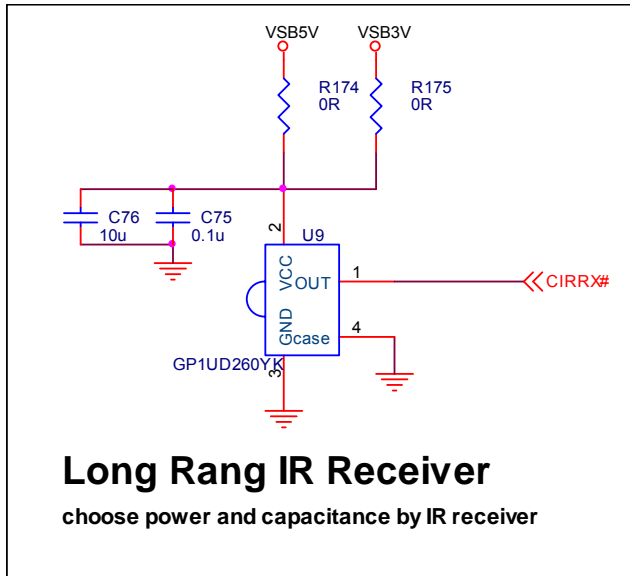 VSB5V VSB3V
R174 R175
0R 0R
C76 C75
10u 0.1u
2 U9
VCC OUT 1 CIRRX#
GND case 4
GP1UD260YK
3
Long Rang IR Receiver
choose power and capacitance by IR receiver